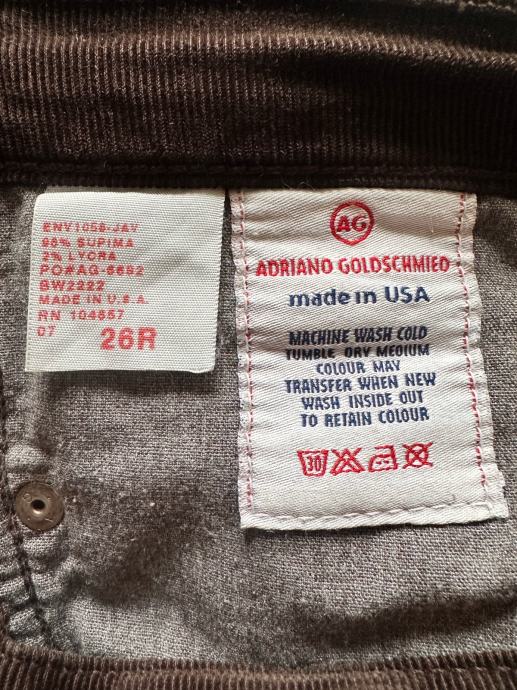 ENV1058-JAV
98% SUPIMA
2% LYCRA
PO#AG-6692
BW2222
MADE IN U.S.A.
RN 104857
07 26R
AG
ADRIANO GOLDSCHMIED
made in USA
MACHINE WASH COLD
TUMBLE DRY MEDIUM
COLOUR MAY
TRANSFER WHEN NEW
WASH INSIDE OUT
TO RETAIN COLOUR
30